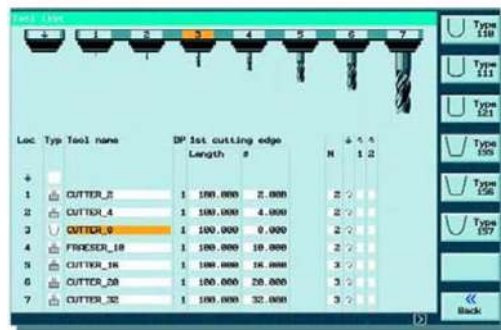 Tool list
1 2 3 4 5 6 7
Type 110
Type 111
Type 121
Type 155
Type 156
Type 157
Loc Typ Tool name DP 1st cutting edge
Length ø N 1 2
1 CUTTER_2 1 100.000 2.000 2
2 CUTTER_4 1 100.000 4.000 2
3 1 100.000 2
4 FRAESER_10 1 100.000 10.000 2
5 CUTTER_16 1 100.000 16.000 3
6 CUTTER_20 1 100.000 20.000 3
7 CUTTER_32 1 100.000 32.000 3
«
Back